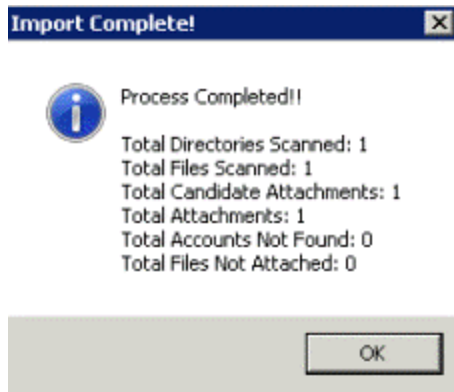 Import Complete!
Process Completed!!
Total Directories Scanned: 1
Total Files Scanned: 1
Total Candidate Attachments: 1
Total Attachments: 1
Total Accounts Not Found: 0
Total Files Not Attached: 0
OK